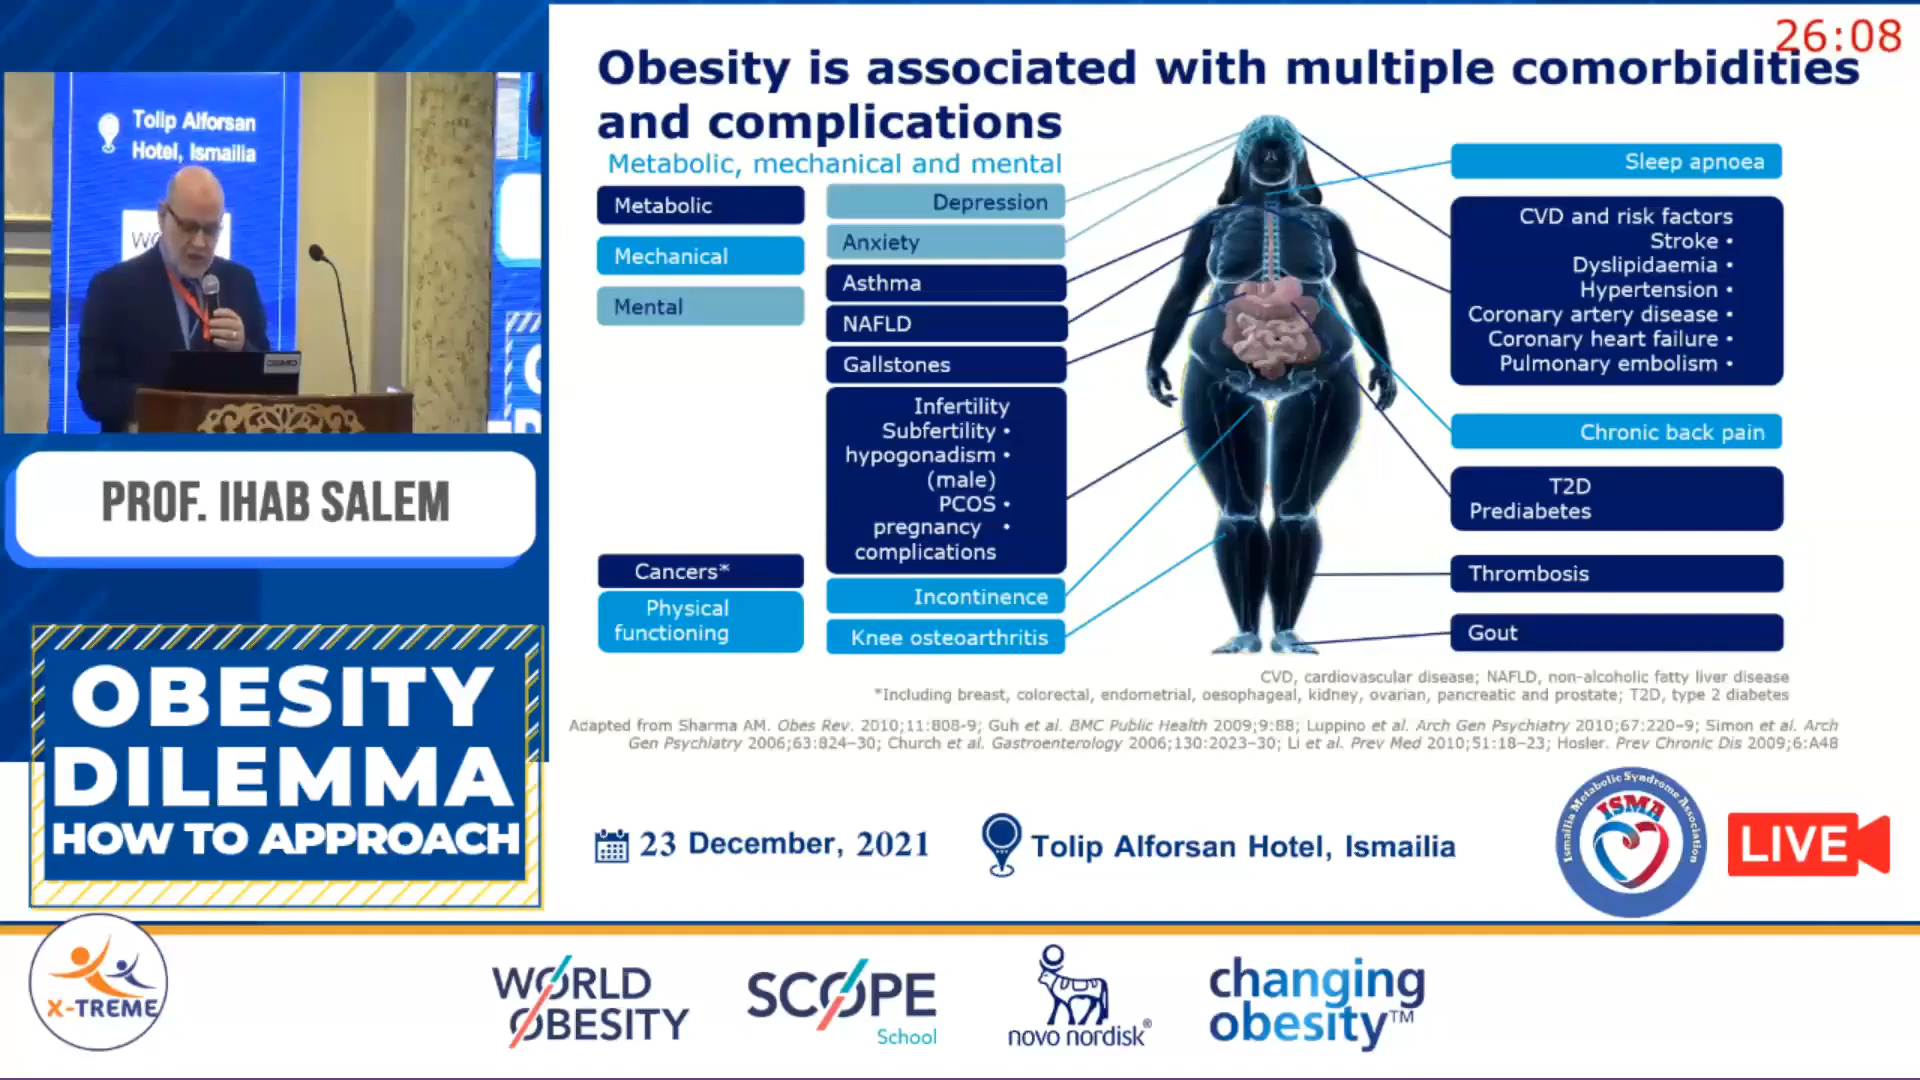 26:08
Obesity is associated with multiple comorbidities
and complications
Metabolic, mechanical and mental
Tolip Alforsan
Hotel, Ismailia
Metabolic
Mechanical
Mental
Depression
Anxiety
Asthma
NAFLD
Gallstones
Infertility
Subfertility •
hypogonadism •
(male)
PCOS •
pregnancy •
complications
Cancers*
Physical
functioning
Incontinence
Knee osteoarthritis
Sleep apnoea
CVD and risk factors
Stroke •
Dyslipidaemia •
Hypertension •
Coronary artery disease •
Coronary heart failure •
Pulmonary embolism •
Chronic back pain
T2D
Prediabetes
Thrombosis
Gout
CVD, cardiovascular disease; NAFLD, non-alcoholic fatty liver disease
*Including breast, colorectal, endometrial, oesophageal, kidney, ovarian, pancreatic and prostate; T2D, type 2 diabetes
Adapted from Sharma AM. Obes Rev. 2010;11:808-9; Guh et al. BMC Public Health 2009;9:88; Luppino et al. Arch Gen Psychiatry 2010;67:220–9; Simon et al. Arch
Gen Psychiatry 2006;63:824–30; Church et al. Gastroenterology 2006;130:2023–30; Li et al. Prev Med 2010;51:18–23; Hosler. Prev Chronic Dis 2009;6:A48
PROF. IHAB SALEM
OBESITY
DILEMMA
HOW TO APPROACH
23 December, 2021
Tolip Alforsan Hotel, Ismailia
Ismailia Metabolic Syndrome Association
ISMA
LIVE
X-TREME
WORLD
OBESITY
SCOPE
School
novo nordisk®
changing
obesity™